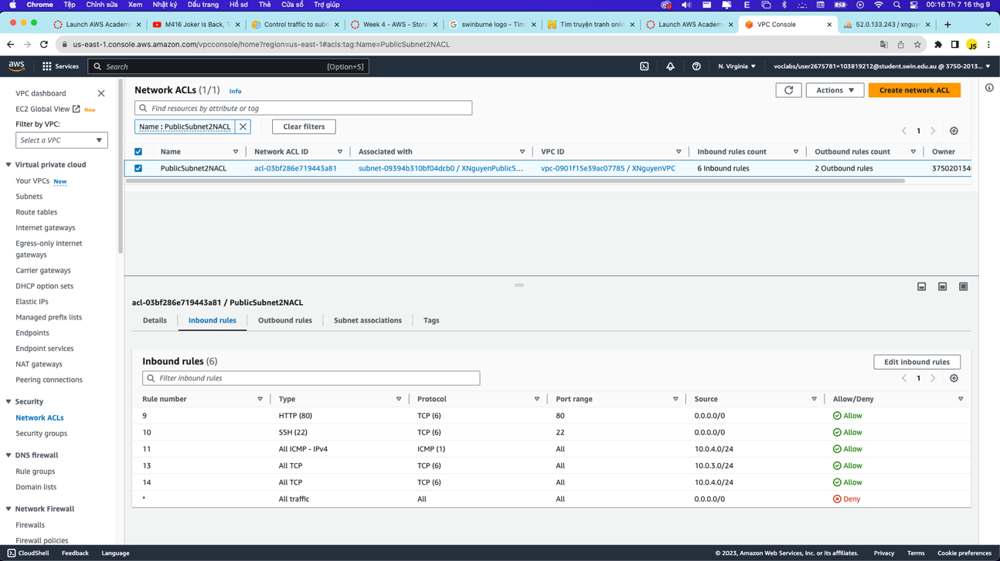 Chrome Tệp Chỉnh sửa Xem Nhật ký Dấu trang Hồ sơ Thẻ Cửa sổ Trợ giúp 00:16 Th 7 16 thg 9
Launch AWS Academy M416 Joker Is Back, T Control traffic to subn Week 4 - AWS - Stora swinburne logo - Tìm Tìm truyện tranh onlin Launch AWS Academy VPC Console 52.0.133.243 / xnguye
us-east-1.console.aws.amazon.com/vpcconsole/home?region=us-east-1#acls:tag:Name=PublicSubnet2NACL
aws Services Search [Option+S] N. Virginia voclabs/user2675781=103819212@student.swin.edu.au @ 3750-2013...
VPC dashboard
EC2 Global View New
Filter by VPC:
Select a VPC
Virtual private cloud
Your VPCs New
Subnets
Route tables
Internet gateways
Egress-only internet
gateways
Carrier gateways
DHCP option sets
Elastic IPs
Managed prefix lists
Endpoints
Endpoint services
NAT gateways
Peering connections
Security
Network ACLs
Security groups
DNS firewall
Rule groups
Domain lists
Network Firewall
Firewalls
Firewall policies
Network ACLs (1/1) Info
Actions Create network ACL
Find resources by attribute or tag
Name : PublicSubnet2NACL Clear filters
1
Name Network ACL ID Associated with VPC ID Inbound rules count Outbound rules count Owner
PublicSubnet2NACL acl-03bf286e719443a81 subnet-09394b310bf04dcb0 / XNguyenPublicS... vpc-0901f15e39ac07785 / XNguyenVPC 6 Inbound rules 2 Outbound rules 375020134
acl-03bf286e719443a81 / PublicSubnet2NACL
Details Inbound rules Outbound rules Subnet associations Tags
Inbound rules (6) Edit inbound rules
Filter inbound rules 1
Rule number Type Protocol Port range Source Allow/Deny
9 HTTP (80) TCP (6) 80 0.0.0.0/0 Allow
10 SSH (22) TCP (6) 22 0.0.0.0/0 Allow
11 All ICMP - IPv4 ICMP (1) All 10.0.4.0/24 Allow
13 All TCP TCP (6) All 10.0.3.0/24 Allow
14 All TCP TCP (6) All 10.0.4.0/24 Allow
* All traffic All All 0.0.0.0/0 Deny
CloudShell Feedback Language © 2023, Amazon Web Services, Inc. or its affiliates. Privacy Terms Cookie preferences